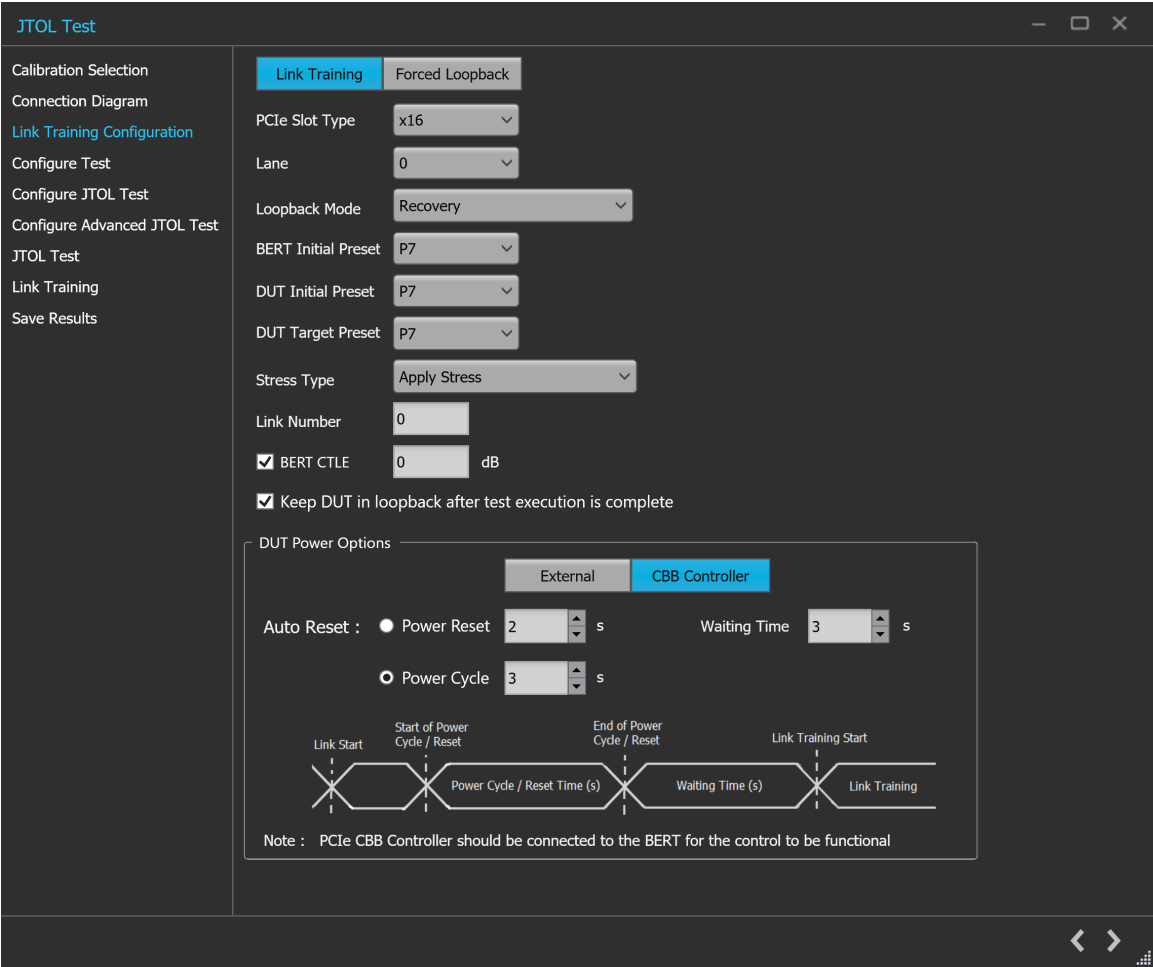 JTOL Test
Calibration Selection
Connection Diagram
Link Training Configuration
Configure Test
Configure JTOL Test
Configure Advanced JTOL Test
JTOL Test
Link Training
Save Results
Link Training Forced Loopback
PCIe Slot Type x16
Lane 0
Loopback Mode Recovery
BERT Initial Preset P7
DUT Initial Preset P7
DUT Target Preset P7
Stress Type Apply Stress
Link Number 0
BERT CTLE 0 dB
Keep DUT in loopback after test execution is complete
DUT Power Options
External CBB Controller
Auto Reset : Power Reset 2 s Waiting Time 3 s
Power Cycle 3 s
Link Start
Start of Power
Cycle / Reset
End of Power
Cycle / Reset
Link Training Start
Power Cycle / Reset Time (s) Waiting Time (s) Link Training
Note : PCIe CBB Controller should be connected to the BERT for the control to be functional